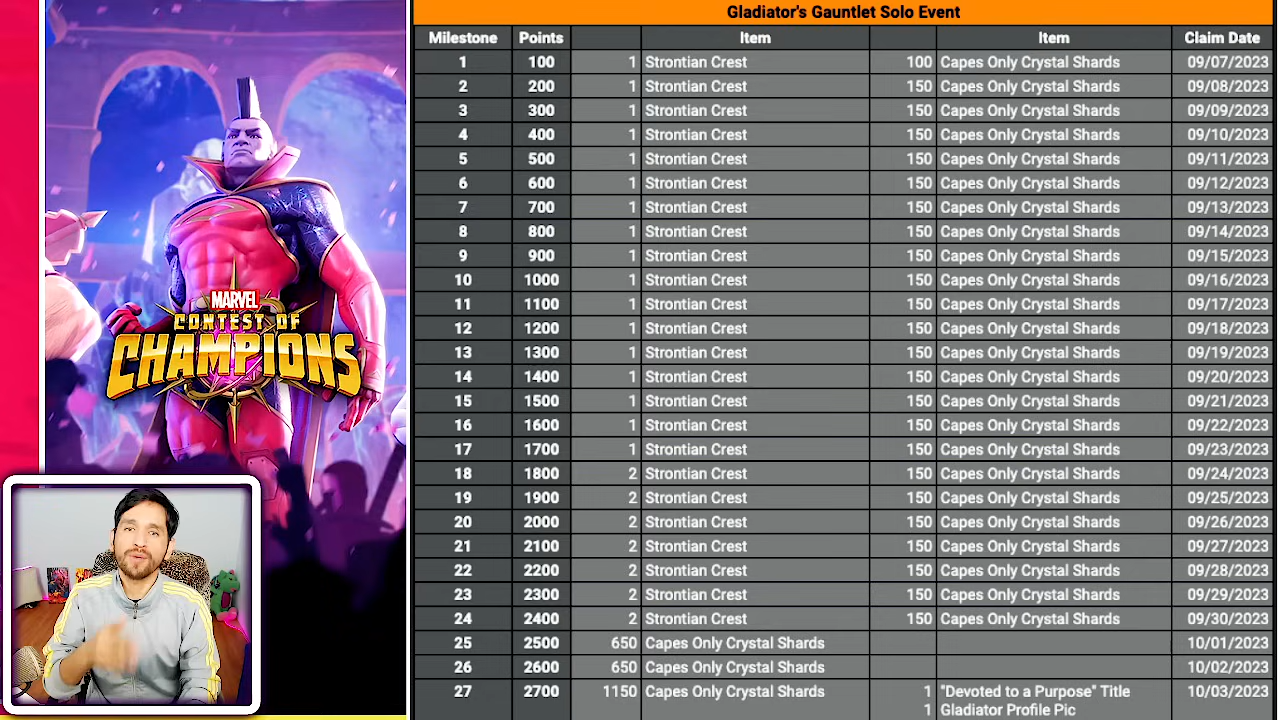 MARVEL
CONTEST OF
CHAMPIONS
Gladiator's Gauntlet Solo Event
Milestone Points Item Item Claim Date
1 100 1 Strontian Crest 100 Capes Only Crystal Shards 09/07/2023
2 200 1 Strontian Crest 150 Capes Only Crystal Shards 09/08/2023
3 300 1 Strontian Crest 150 Capes Only Crystal Shards 09/09/2023
4 400 1 Strontian Crest 150 Capes Only Crystal Shards 09/10/2023
5 500 1 Strontian Crest 150 Capes Only Crystal Shards 09/11/2023
6 600 1 Strontian Crest 150 Capes Only Crystal Shards 09/12/2023
7 700 1 Strontian Crest 150 Capes Only Crystal Shards 09/13/2023
8 800 1 Strontian Crest 150 Capes Only Crystal Shards 09/14/2023
9 900 1 Strontian Crest 150 Capes Only Crystal Shards 09/15/2023
10 1000 1 Strontian Crest 150 Capes Only Crystal Shards 09/16/2023
11 1100 1 Strontian Crest 150 Capes Only Crystal Shards 09/17/2023
12 1200 1 Strontian Crest 150 Capes Only Crystal Shards 09/18/2023
13 1300 1 Strontian Crest 150 Capes Only Crystal Shards 09/19/2023
14 1400 1 Strontian Crest 150 Capes Only Crystal Shards 09/20/2023
15 1500 1 Strontian Crest 150 Capes Only Crystal Shards 09/21/2023
16 1600 1 Strontian Crest 150 Capes Only Crystal Shards 09/22/2023
17 1700 1 Strontian Crest 150 Capes Only Crystal Shards 09/23/2023
18 1800 2 Strontian Crest 150 Capes Only Crystal Shards 09/24/2023
19 1900 2 Strontian Crest 150 Capes Only Crystal Shards 09/25/2023
20 2000 2 Strontian Crest 150 Capes Only Crystal Shards 09/26/2023
21 2100 2 Strontian Crest 150 Capes Only Crystal Shards 09/27/2023
22 2200 2 Strontian Crest 150 Capes Only Crystal Shards 09/28/2023
23 2300 2 Strontian Crest 150 Capes Only Crystal Shards 09/29/2023
24 2400 2 Strontian Crest 150 Capes Only Crystal Shards 09/30/2023
25 2500 650 Capes Only Crystal Shards 10/01/2023
26 2600 650 Capes Only Crystal Shards 10/02/2023
27 2700 1150 Capes Only Crystal Shards 1 "Devoted to a Purpose" Title 10/03/2023
1 Gladiator Profile Pic